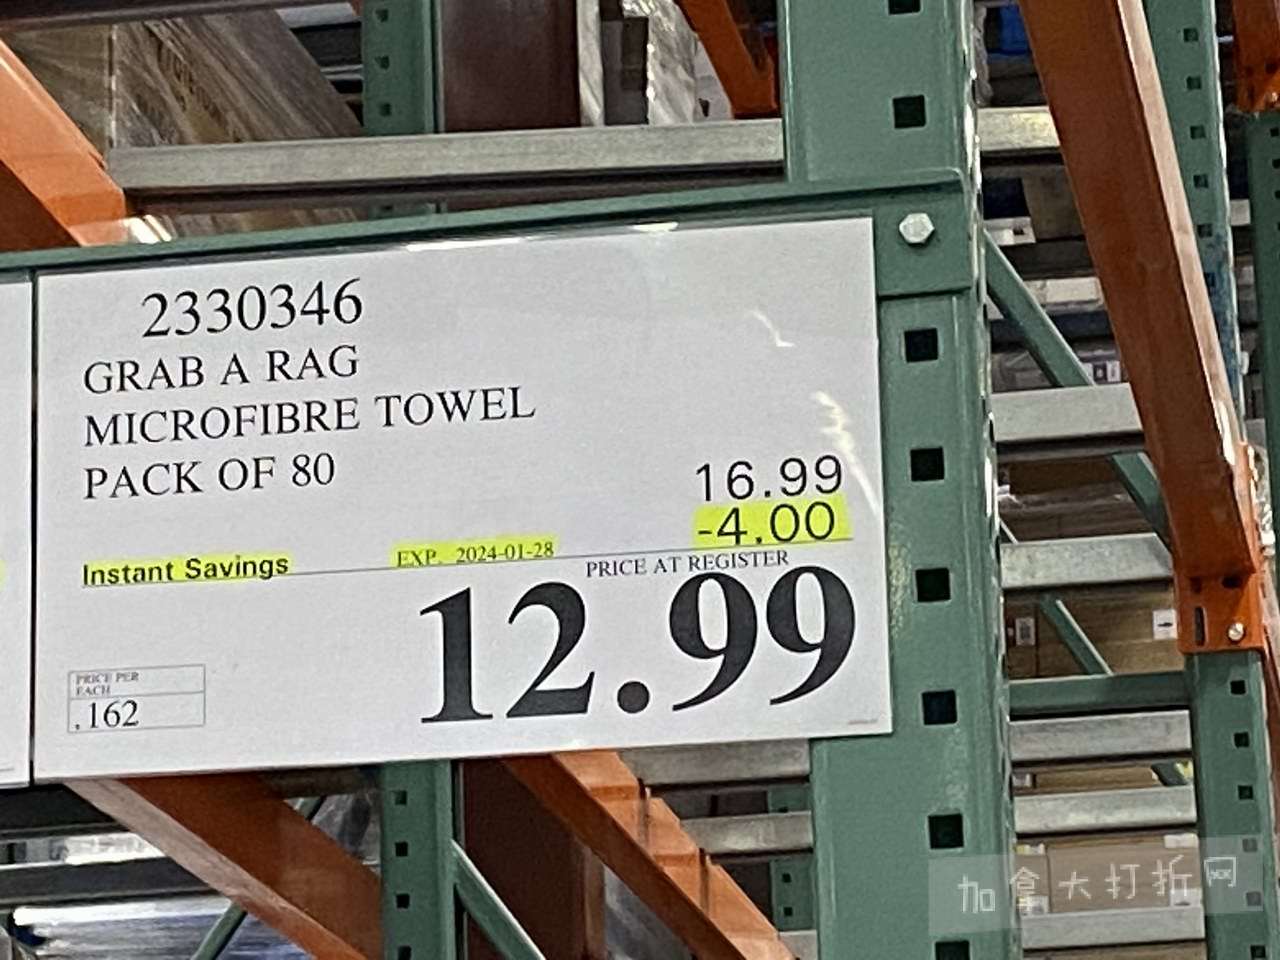 2330346
GRAB A RAG
MICROFIBRE TOWEL
PACK OF 80
16.99
-4.00
Instant Savings EXP. 2024-01-28
PRICE AT REGISTER
12.99
PRICE PER
EACH
.162
加拿大打折网